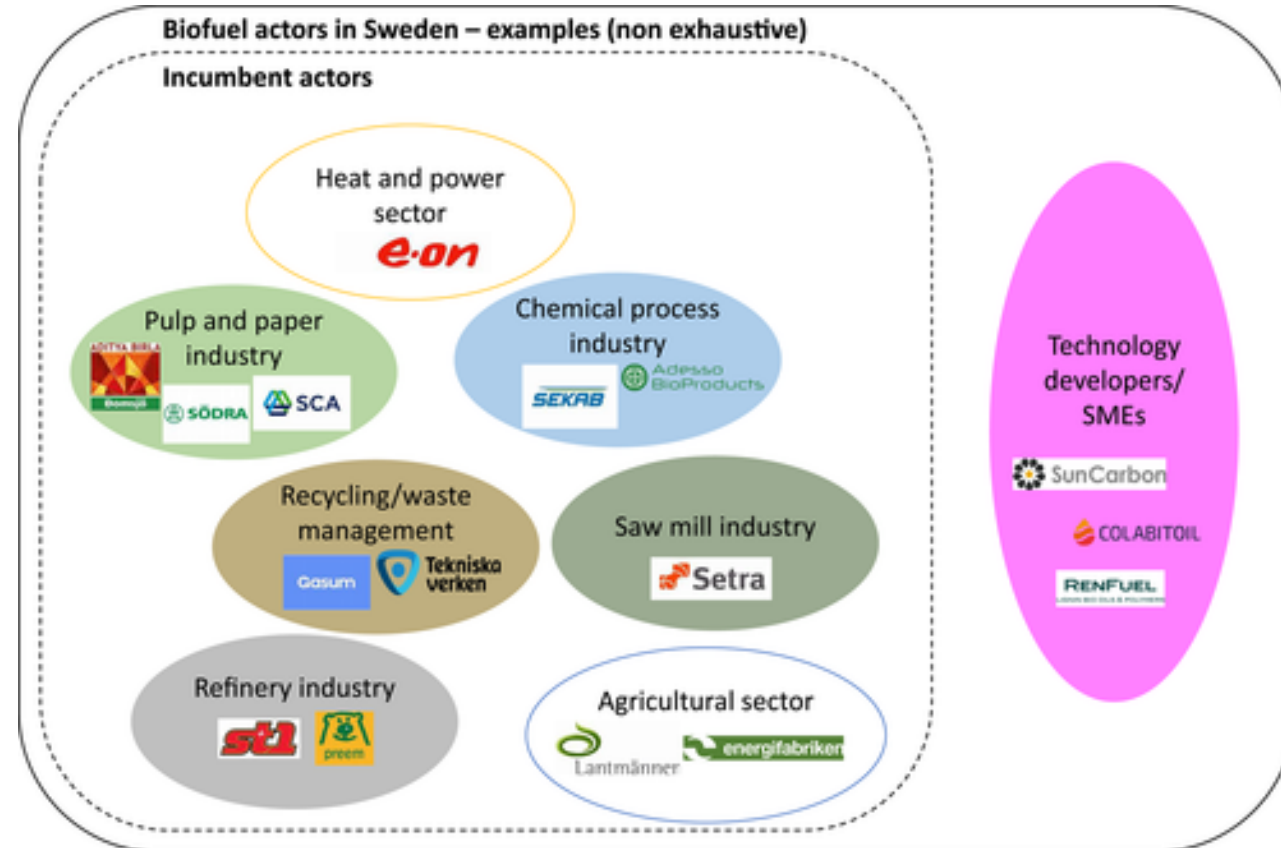 Biofuel actors in Sweden – examples (non exhaustive)
Incumbent actors
Heat and power
sector
e·on
Pulp and paper
industry
ADITYA BIRLA
Domsjö
SÖDRA
SCA
Chemical process
industry
SEKAB
Adesso
BioProducts
Recycling/waste
management
Gasum
Tekniska
verken
Saw mill industry
Setra
Refinery industry
st1
preem
Agricultural sector
Lantmänner
energifabriken
Technology
developers/
SMEs
SunCarbon
COLABITOIL
RENFUEL